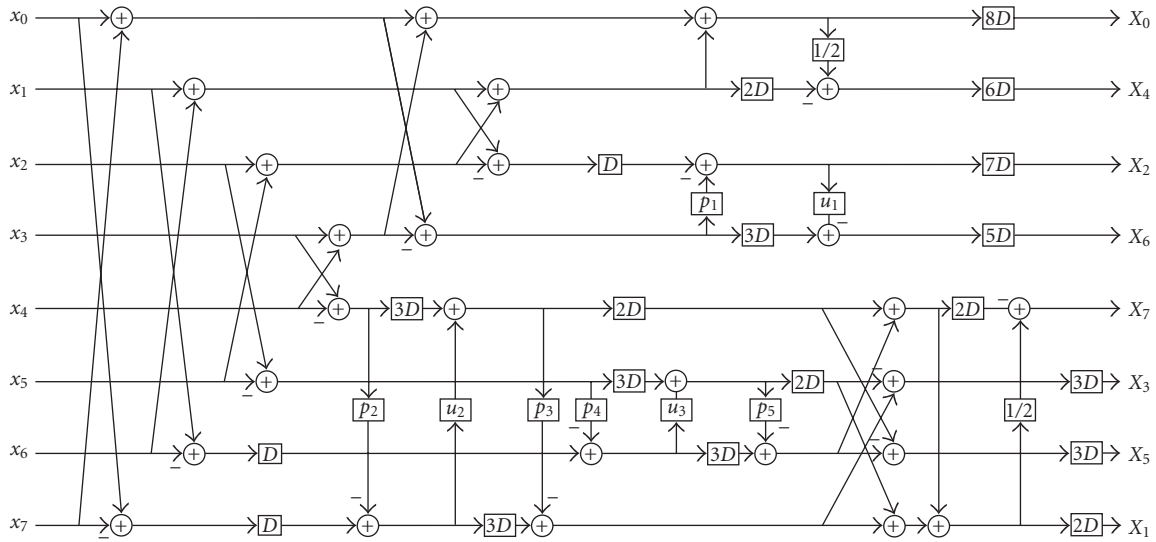 x0 + + + 8D X0
1/2
x1 + + 2D − + 6D X4
x2 + − + D − + 7D X2
p1 u1
x3 + − + 3D − + 5D X6
x4 − + 3D + 2D + 2D − + X7
x5 − + 3D + 2D − + 3D X3
p2 u2 p3 p4 u3 p5 1/2
x6 − + D − + 3D − + − + 3D X5
x7 − + D − + 3D − + + + 2D X1